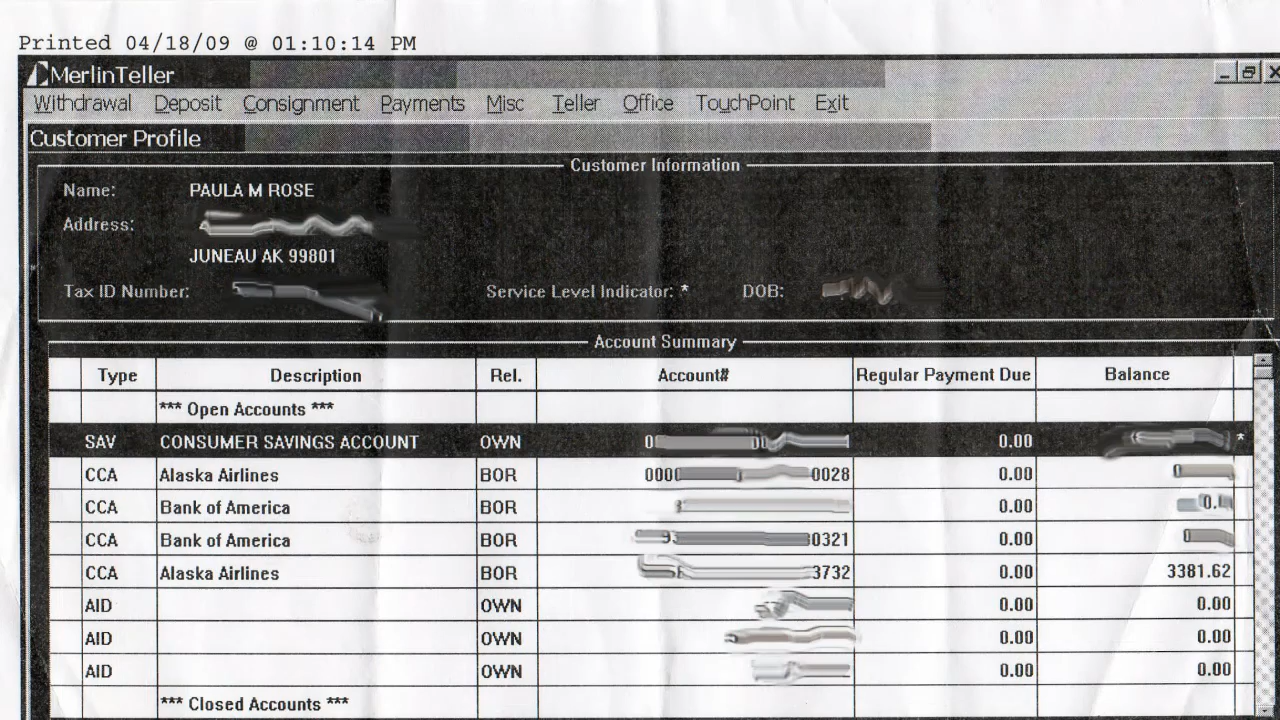 Printed 04/18/09 @ 01:10:14 PM
MerlinTeller
Withdrawal Deposit Consignment Payments Misc Teller Office TouchPoint Exit
Customer Profile
Customer Information
Name: PAULA M ROSE
Address:
JUNEAU AK 99801
Tax ID Number: Service Level Indicator: * DOB:
Account Summary
Type Description Rel. Account# Regular Payment Due Balance
*** Open Accounts ***
SAV CONSUMER SAVINGS ACCOUNT OWN 0.00 *
CCA Alaska Airlines BOR 0000 0028 0.00
CCA Bank of America BOR 0.00
CCA Bank of America BOR 0321 0.00
CCA Alaska Airlines BOR 3732 0.00 3381.62
AID OWN 0.00 0.00
AID OWN 0.00 0.00
AID OWN 0.00 0.00
*** Closed Accounts ***